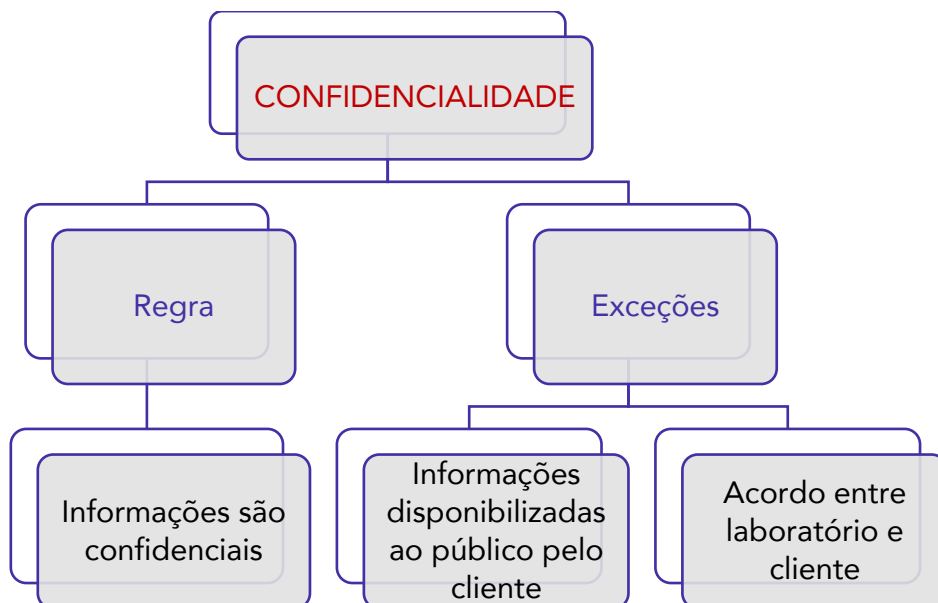 CONFIDENCIALIDADE
Regra
Exceções
Informações são
confidenciais
Informações
disponibilizadas
ao público pelo
cliente
Acordo entre
laboratório e
cliente